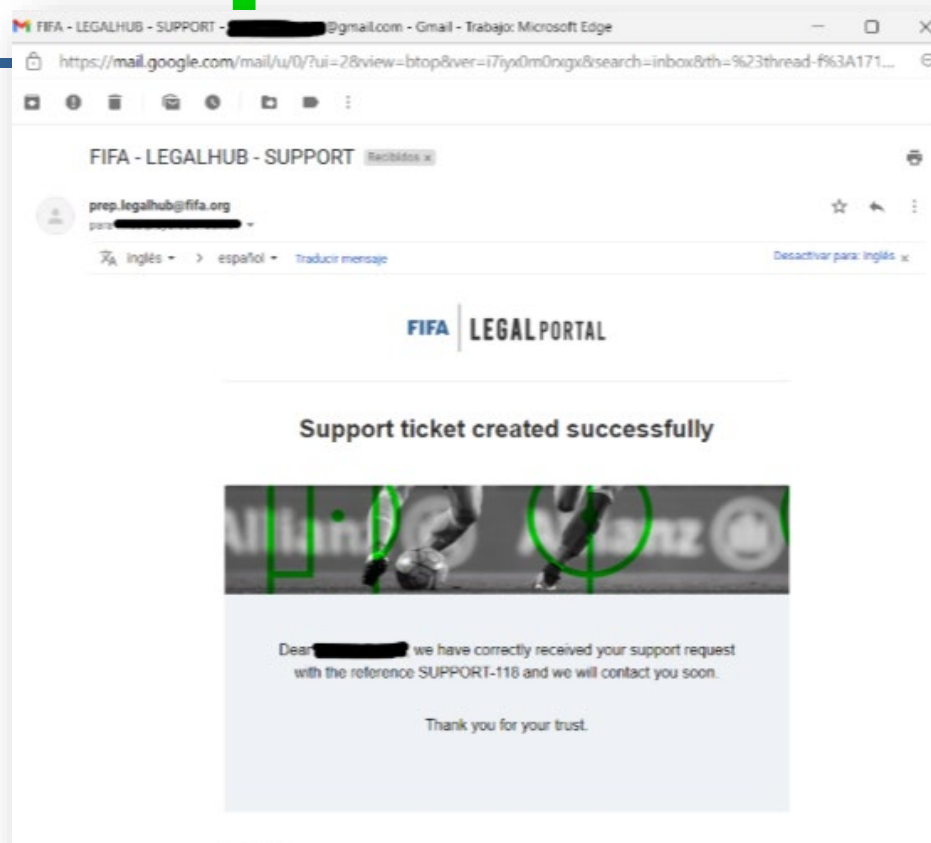 FIFA - LEGALHUB - SUPPORT - @gmail.com - Gmail - Trabajo: Microsoft Edge
https://mail.google.com/mail/u/0/?ui=2&view=btop&ver=i7iyx0m0nxgx&search=inbox&th=%23thread-f%3A171...
FIFA - LEGALHUB - SUPPORT Recibidos x
prep.legalhub@fifa.org
para
inglés > español Traducir mensaje Desactivar para: inglés x
FIFA LEGAL PORTAL
Support ticket created successfully
Allianz Allianz
Dear we have correctly received your support request
with the reference SUPPORT-118 and we will contact you soon.
Thank you for your trust.